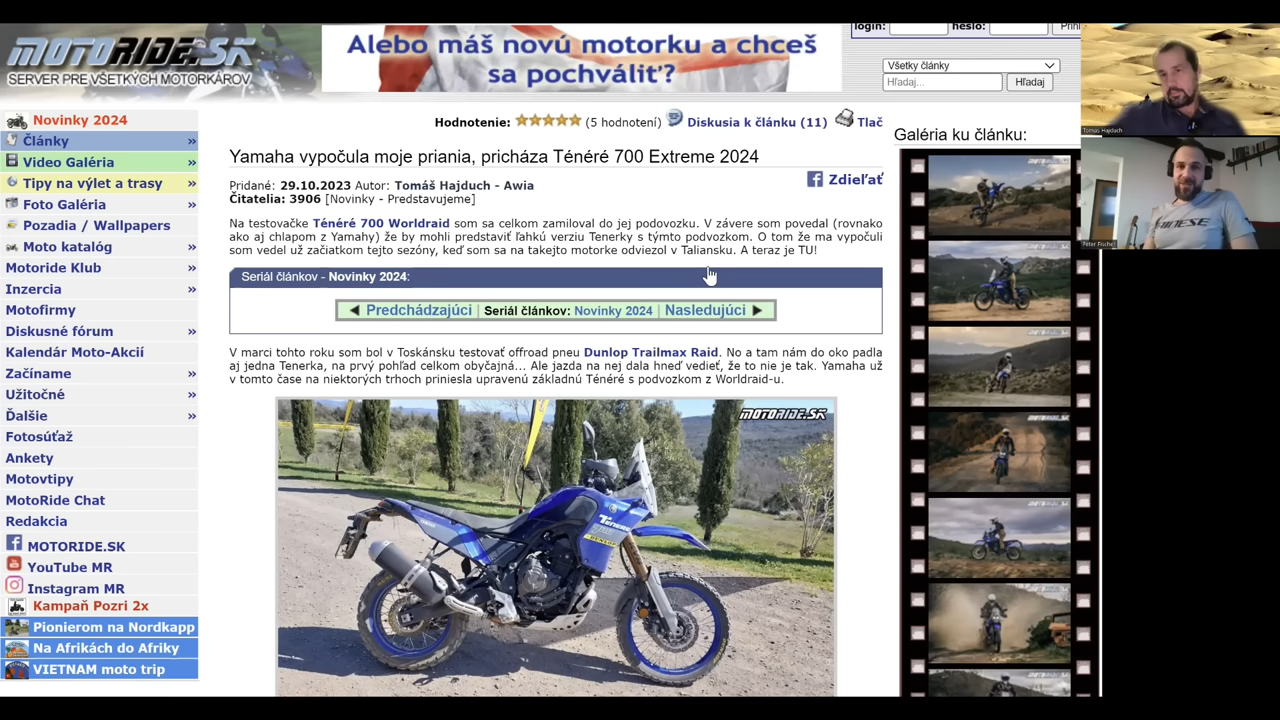 MOTORIDE.SK
SERVER PRE VŠETKÝCH MOTORKÁROV
Alebo máš novú motorku a chceš
sa pochváliť?
login: heslo:
Všetky články
Hľadaj... Hľadaj
Tomas Hajduch
Peter Fischer
Novinky 2024
Články »
Video Galéria »
Tipy na výlet a trasy »
Foto Galéria »
Pozadia / Wallpapers
Moto katalóg »
Motoride Klub »
Inzercia »
Motofirmy
Diskusné fórum »
Kalendár Moto-Akcií
Začíname »
Užitočné »
Ďalšie »
Fotosúťaž
Ankety
Motovtipy
MotoRide Chat
Redakcia
MOTORIDE.SK
YouTube MR
Instagram MR
Kampaň Pozri 2x
Pionierom na Nordkapp
Na Afrikách do Afriky
VIETNAM moto trip
Hodnotenie: (5 hodnotení) Diskusia k článku (11) Tlač
Yamaha vypočula moje priania, pricháza Ténéré 700 Extreme 2024
Pridané: 29.10.2023 Autor: Tomáš Hajduch - Awia
Čitatelia: 3906 [Novinky - Predstavujeme]
Zdieľať
Na testovačke Ténéré 700 Worldraid som sa celkom zamiloval do jej podovozku. V závere som povedal (rovnako
ako aj chlapom z Yamahy) že by mohli predstaviť ľahkú verziu Tenerky s týmto podvozkom. O tom že ma vypočuli
som vedel už začiatkom tejto sezóny, keď som sa na takejto motorke odviezol v Taliansku. A teraz je TU!
Seriál článkov - Novinky 2024:
◄ Predchádzajúci | Seriál článkov: Novinky 2024 | Nasledujúci ►
V marci tohto roku som bol v Toskánsku testovať offroad pneu Dunlop Trailmax Raid. No a tam nám do oko padla
aj jedna Tenerka, na prvý pohľad celkom obyčajná... Ale jazda na nej dala hneď vedieť, že to nie je tak. Yamaha už
v tomto čase na niektorých trhoch priniesla upravenú základnú Ténéré s podvozkom z Worldraid-u.
MOTORIDE.SK
Galéria ku článku: